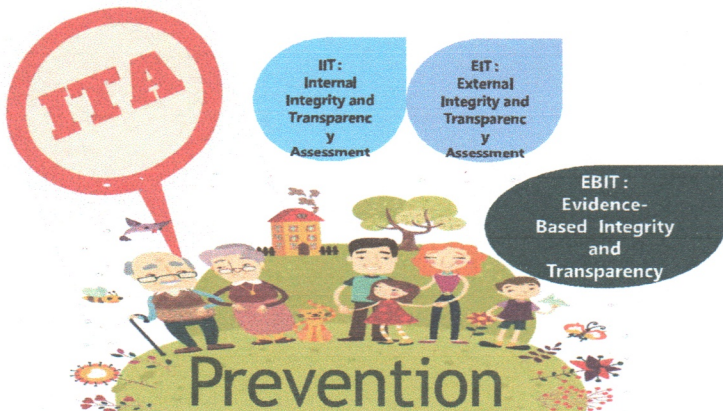 ITA
IIT :
Internal
Integrity and
Transparenc
y
Assessment
EIT :
External
Integrity and
Transparenc
y
Assessment
EBIT :
Evidence-
Based Integrity
and
Transparency
Prevention